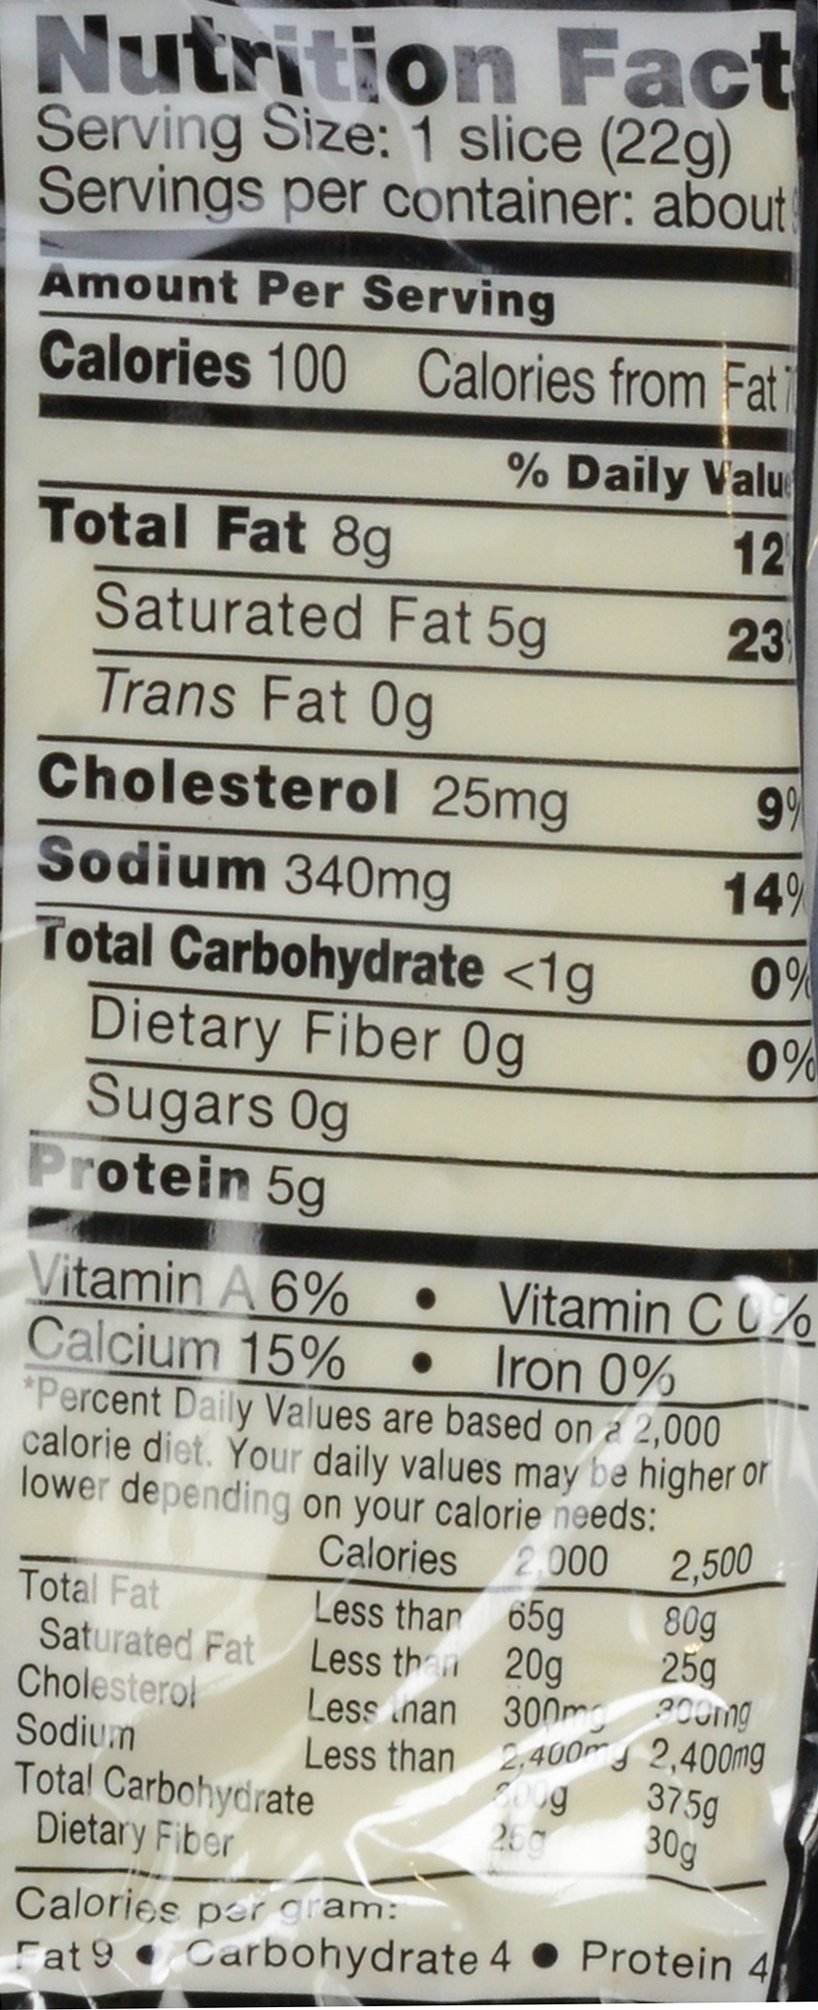 Nutrition Fact
Serving Size: 1 slice (22g)
Servings per container: about
Amount Per Serving
Calories 100 Calories from Fat
% Daily Valu
Total Fat 8g 12
Saturated Fat 5g 23
Trans Fat 0g
Cholesterol 25mg 9%
Sodium 340mg 14%
Total Carbohydrate <1g 0%
Dietary Fiber 0g 0%
Sugars 0g
Protein 5g
Vitamin A 6% • Vitamin C 0%
Calcium 15% • Iron 0%
*Percent Daily Values are based on a 2,000
calorie diet. Your daily values may be higher or
lower depending on your calorie needs:
Calories 2,000 2,500
Total Fat Less than 65g 80g
Saturated Fat Less than 20g 25g
Cholesterol Less than 300mg 300mg
Sodium Less than 2,400mg 2,400mg
Total Carbohydrate 300g 375g
Dietary Fiber 25g 30g
Calories per gram:
Fat 9 • Carbohydrate 4 • Protein 4